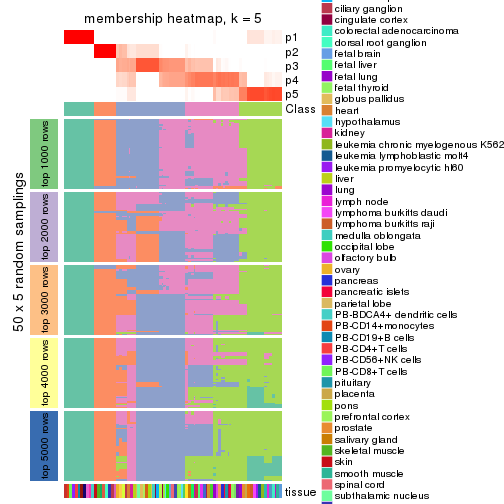 membership heatmap, k = 5
p1
p2
p3
p4
p5
Class
50 x 5 random samplings
top 1000 rows
top 2000 rows
top 3000 rows
top 4000 rows
top 5000 rows
tissue
ciliary ganglion
cingulate cortex
colorectal adenocarcinoma
dorsal root ganglion
fetal brain
fetal liver
fetal lung
fetal thyroid
globus pallidus
heart
hypothalamus
kidney
leukemia chronic myelogenous K562
leukemia lymphoblastic molt4
leukemia promyelocytic hl60
liver
lung
lymph node
lymphoma burkitts daudi
lymphoma burkitts raji
medulla oblongata
occipital lobe
olfactory bulb
ovary
pancreas
pancreatic islets
parietal lobe
PB-BDCA4+ dendritic cells
PB-CD14+monocytes
PB-CD19+B cells
PB-CD4+T cells
PB-CD56+NK cells
PB-CD8+T cells
pituitary
placenta
pons
prefrontal cortex
prostate
salivary gland
skeletal muscle
skin
smooth muscle
spinal cord
subthalamic nucleus